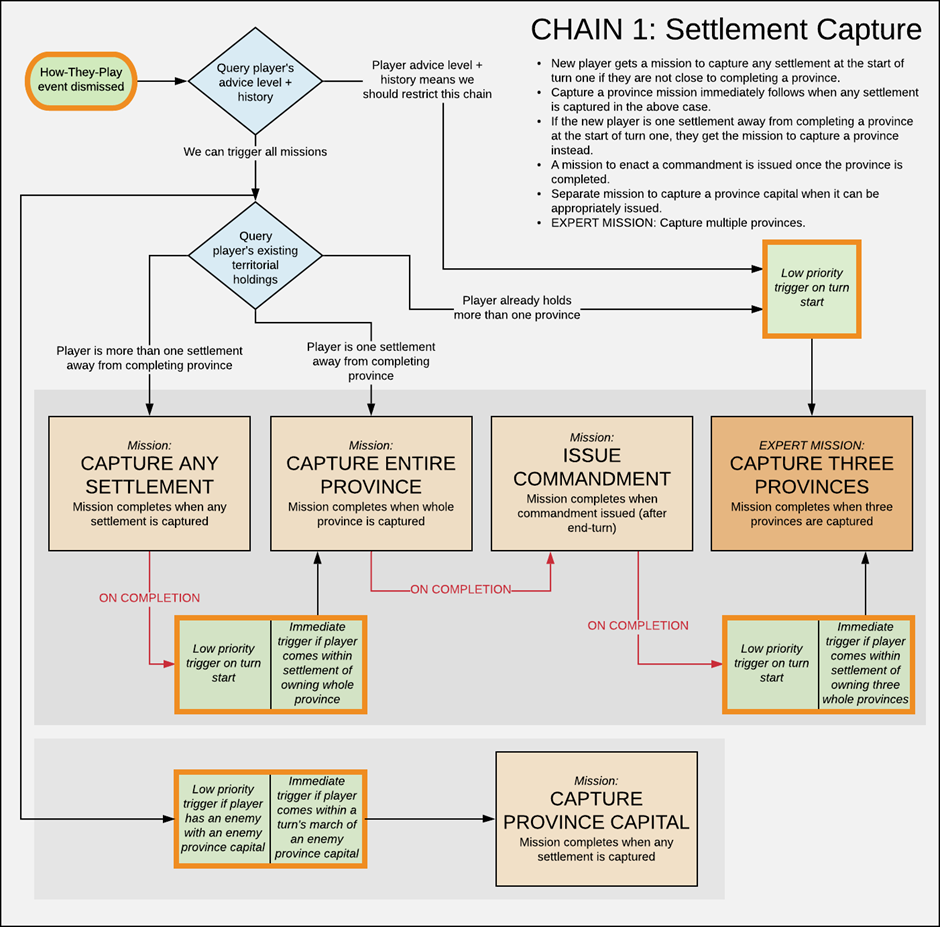 CHAIN 1: Settlement Capture
• New player gets a mission to capture any settlement at the start of
turn one if they are not close to completing a province.
• Capture a province mission immediately follows when any settlement
is captured in the above case.
• If the new player is one settlement away from completing a province
at the start of turn one, they get the mission to capture a province
instead.
• A mission to enact a commandment is issued once the province is
completed.
• Separate mission to capture a province capital when it can be
appropriately issued.
• EXPERT MISSION: Capture multiple provinces.
How-They-Play
event dismissed
Query player's
advice level +
history
Player advice level +
history means we
should restrict this chain
We can trigger all missions
Query
player's existing
territorial
holdings
Low priority
trigger on turn
start
Player already holds
more than one province
Player is more than one settlement
away from completing province
Player is one settlement
away from completing
province
Mission:
CAPTURE ANY
SETTLEMENT
Mission completes when any
settlement is captured
Mission:
CAPTURE ENTIRE
PROVINCE
Mission completes when whole
province is captured
Mission:
ISSUE
COMMANDMENT
Mission completes when
commandment issued (after
end-turn)
EXPERT MISSION:
CAPTURE THREE
PROVINCES
Mission completes when three
provinces are captured
ON COMPLETION
ON COMPLETION
ON COMPLETION
Low priority
trigger on turn
start
Immediate
trigger if player
comes within
settlement of
owning whole
province
Low priority
trigger on turn
start
Immediate
trigger if player
comes within
settlement of
owning three
whole provinces
Low priority
trigger if player
has an enemy
with an enemy
province capital
Immediate
trigger if player
comes within a
turn's march of
an enemy
province capital
Mission:
CAPTURE
PROVINCE CAPITAL
Mission completes when any
settlement is captured